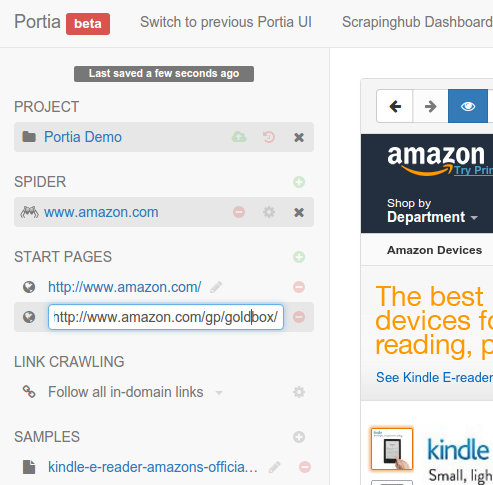 Portia beta Switch to previous Portia UI Scrapinghub Dashboard
Last saved a few seconds ago
PROJECT
Portia Demo
SPIDER
www.amazon.com
START PAGES
http://www.amazon.com/
http://www.amazon.com/gp/goldbox/
LINK CRAWLING
Follow all in-domain links
SAMPLES
kindle-e-reader-amazons-officia...
amazon
Try Prin
Shop by
Department
Amazon Devices
The best
devices fo
reading, p
See Kindle E-reader
kindle
kindle
Small, ligh